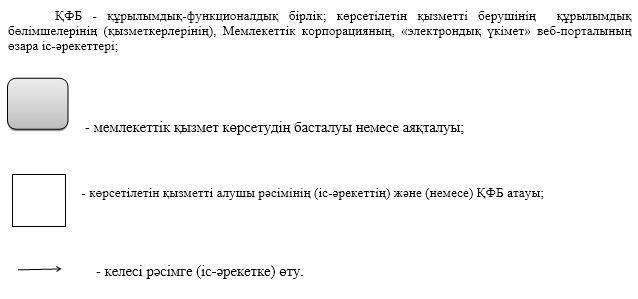 ҚФБ - құрылымдық-функционалдық бірлік; көрсетілетін қызметті берушінің құрылымдық
бөлімшелерінің (қызметкерлерінің), Мемлекеттік корпорацияның, «электрондық үкімет» веб-порталының
өзара іс-әрекеттері;
- мемлекеттік қызмет көрсетудің басталуы немесе аяқталуы;
- көрсетілетін қызметті алушы рәсімінің (іс-әрекеттің) және (немесе) ҚФБ атауы;
- келесі рәсімге (іс-әрекетке) өту.